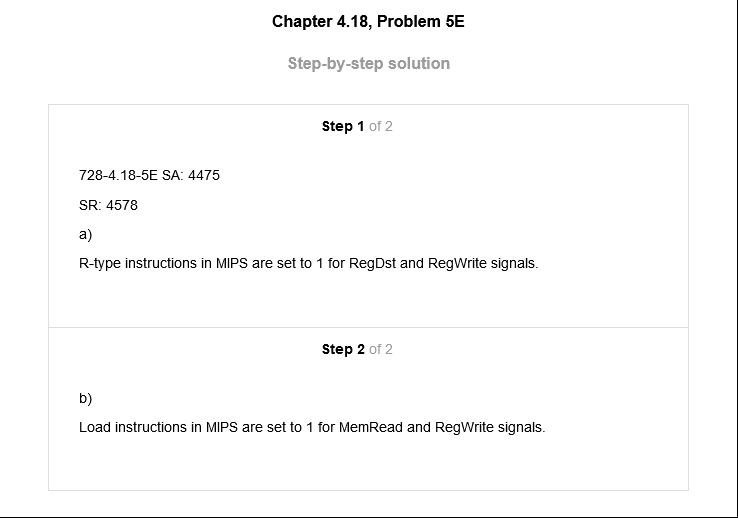 Chapter 4.18, Problem 5E
Step-by-step solution
Step 1 of 2
728-4.18-5E SA: 4475
SR: 4578
a)
R-type instructions in MIPS are set to 1 for RegDst and RegWrite signals.
Step 2 of 2
b)
Load instructions in MIPS are set to 1 for MemRead and RegWrite signals.